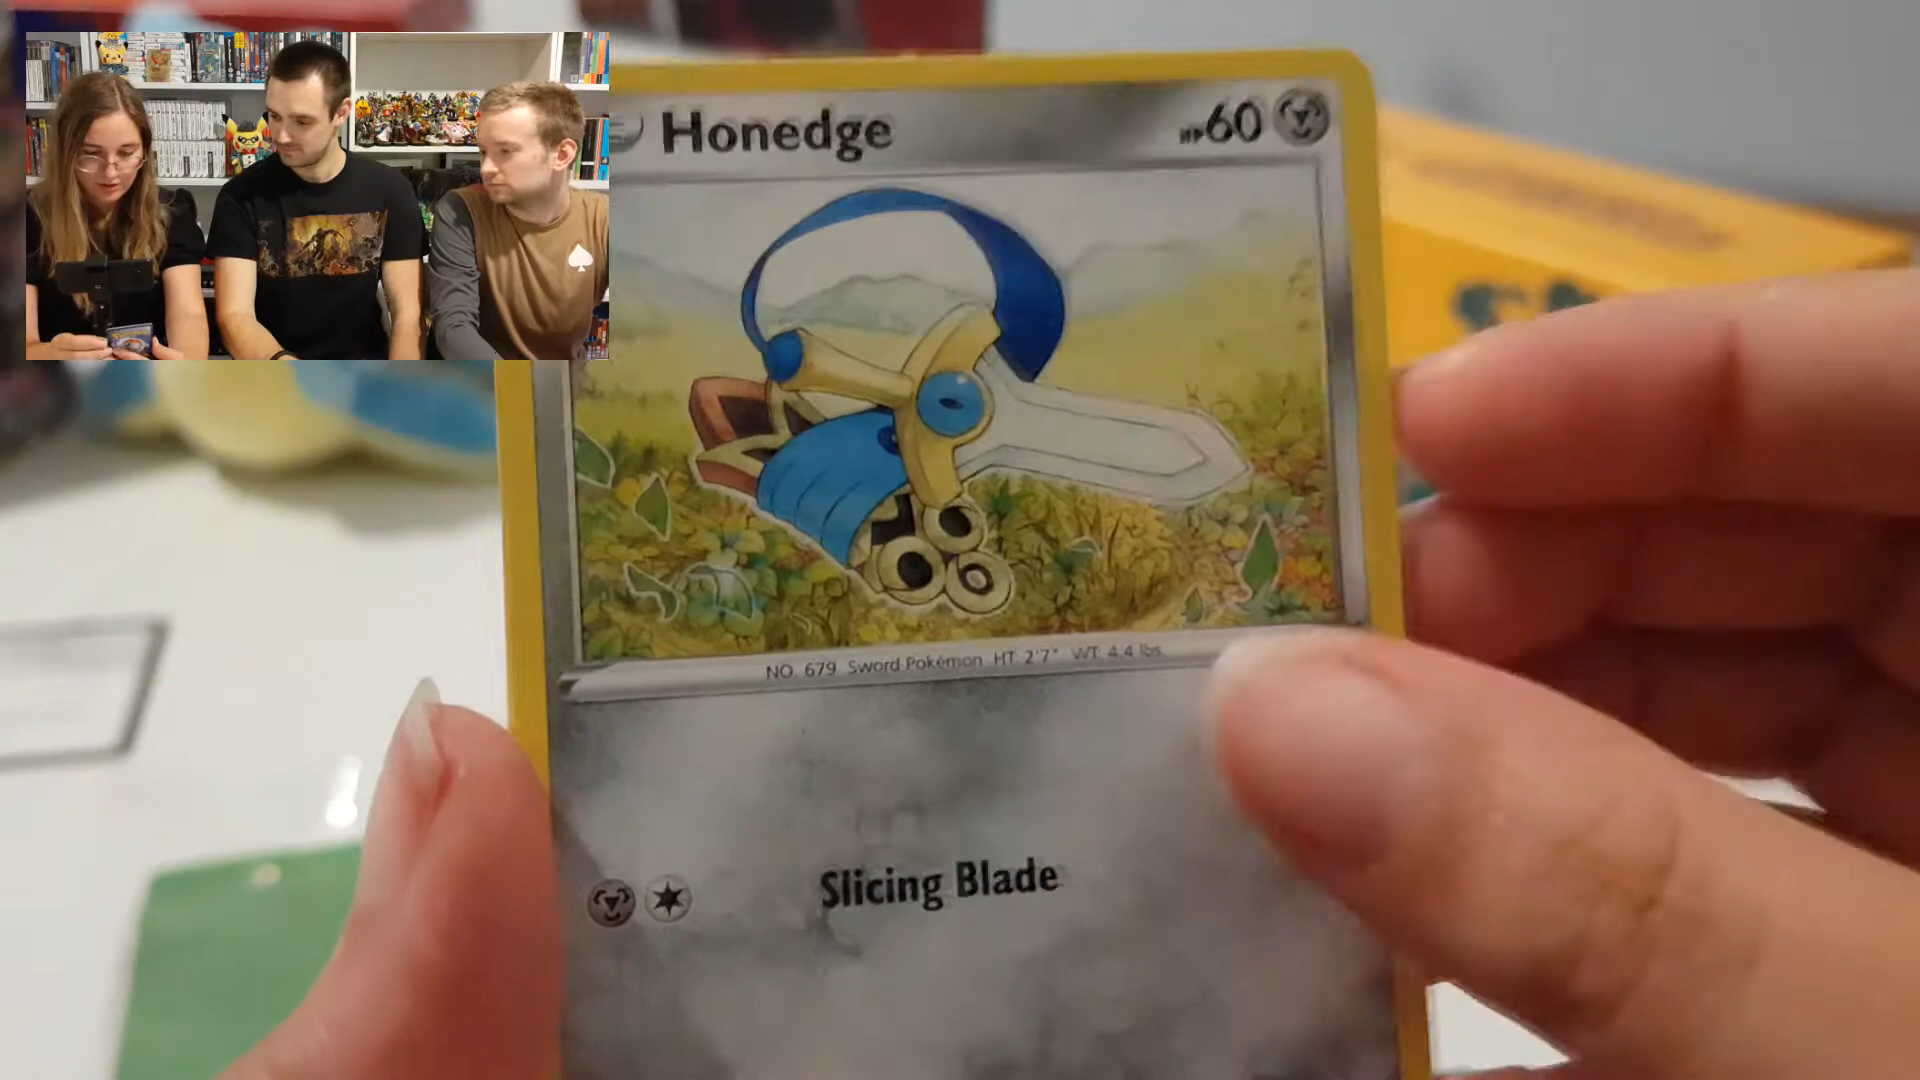 Honedge
HP60
NO. 679 Sword Pokémon HT 2'7" WT 4.4 lbs.
Slicing Blade